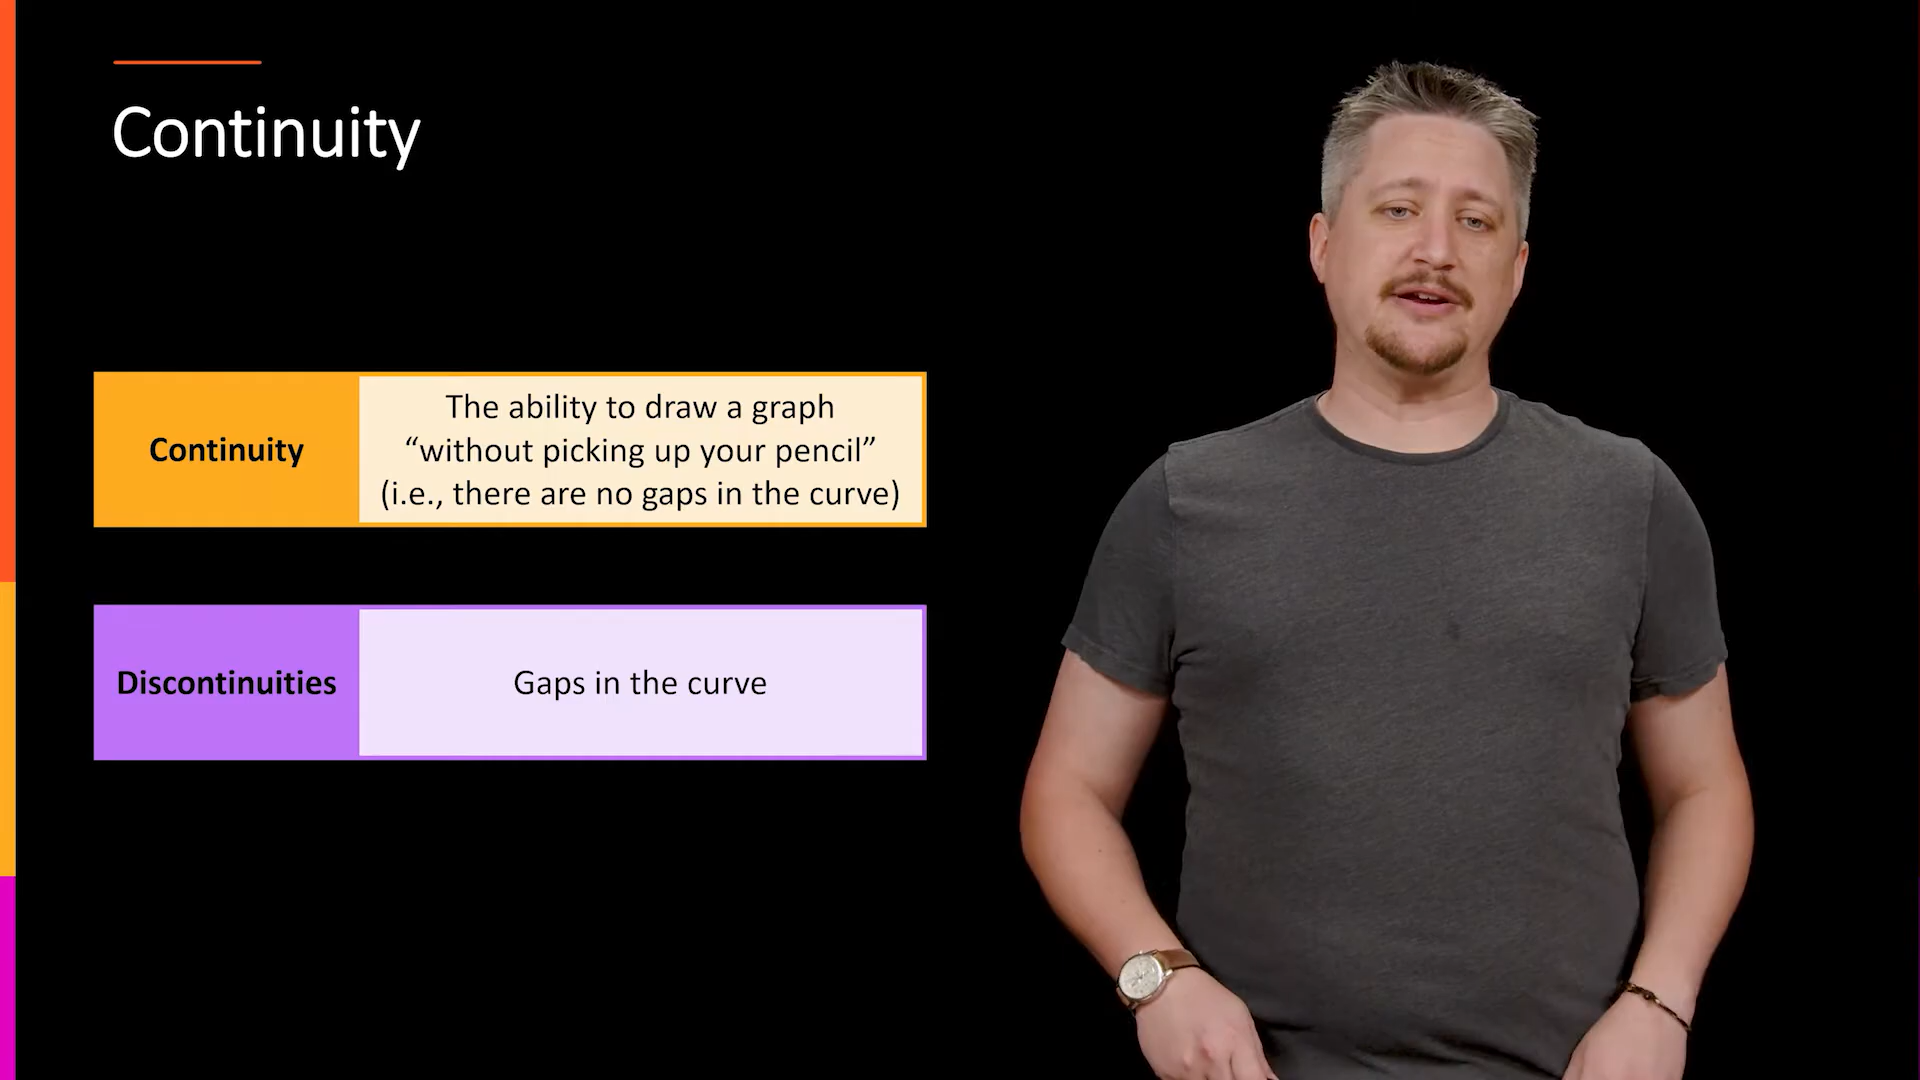 Continuity
Continuity
The ability to draw a graph
“without picking up your pencil”
(i.e., there are no gaps in the curve)
Discontinuities
Gaps in the curve